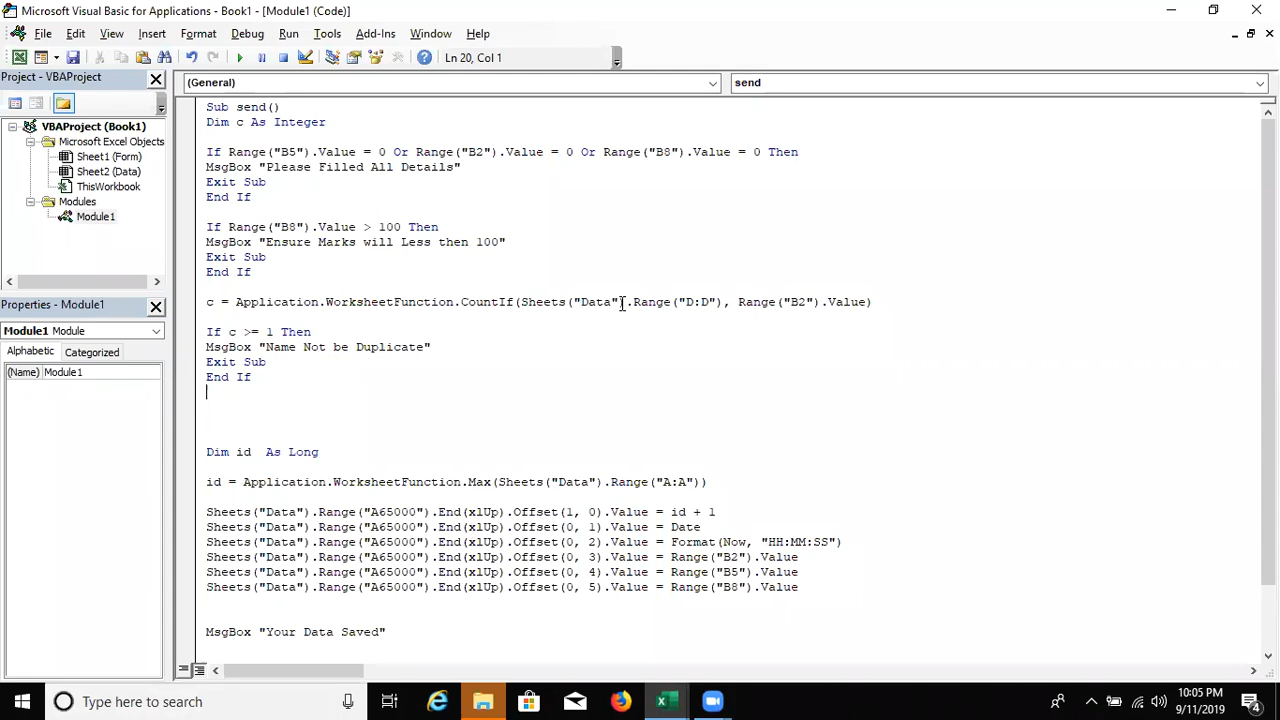 Microsoft Visual Basic for Applications - Book1 - [Module1 (Code)]
File Edit View Insert Format Debug Run Tools Add-Ins Window Help
Ln 20, Col 1
Project - VBAProject
(General)
send
VBAProject (Book1)
Microsoft Excel Objects
Sheet1 (Form)
Sheet2 (Data)
ThisWorkbook
Modules
Module1
Properties - Module1
Module1 Module
Alphabetic Categorized
(Name) Module1
Sub send()
Dim c As Integer
If Range("B5").Value = 0 Or Range("B2").Value = 0 Or Range("B8").Value = 0 Then
MsgBox "Please Filled All Details"
Exit Sub
End If
If Range("B8").Value > 100 Then
MsgBox "Ensure Marks will Less then 100"
Exit Sub
End If
c = Application.WorksheetFunction.CountIf(Sheets("Data").Range("D:D"), Range("B2").Value)
If c >= 1 Then
MsgBox "Name Not be Duplicate"
Exit Sub
End If
Dim id  As Long
id = Application.WorksheetFunction.Max(Sheets("Data").Range("A:A"))
Sheets("Data").Range("A65000").End(xlUp).Offset(1, 0).Value = id + 1
Sheets("Data").Range("A65000").End(xlUp).Offset(0, 1).Value = Date
Sheets("Data").Range("A65000").End(xlUp).Offset(0, 2).Value = Format(Now, "HH:MM:SS")
Sheets("Data").Range("A65000").End(xlUp).Offset(0, 3).Value = Range("B2").Value
Sheets("Data").Range("A65000").End(xlUp).Offset(0, 4).Value = Range("B5").Value
Sheets("Data").Range("A65000").End(xlUp).Offset(0, 5).Value = Range("B8").Value
MsgBox "Your Data Saved"
Type here to search
10:05 PM
9/11/2019
4